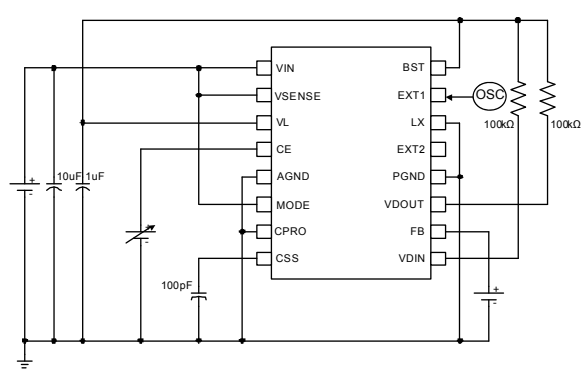 VIN
BST
VSENSE
EXT1
OSC
VL
LX
100kΩ
100kΩ
CE
EXT2
10uF
1uF
AGND
PGND
+
-
MODE
VDOUT
+
-
CPRO
FB
CSS
VDIN
100pF
+
-